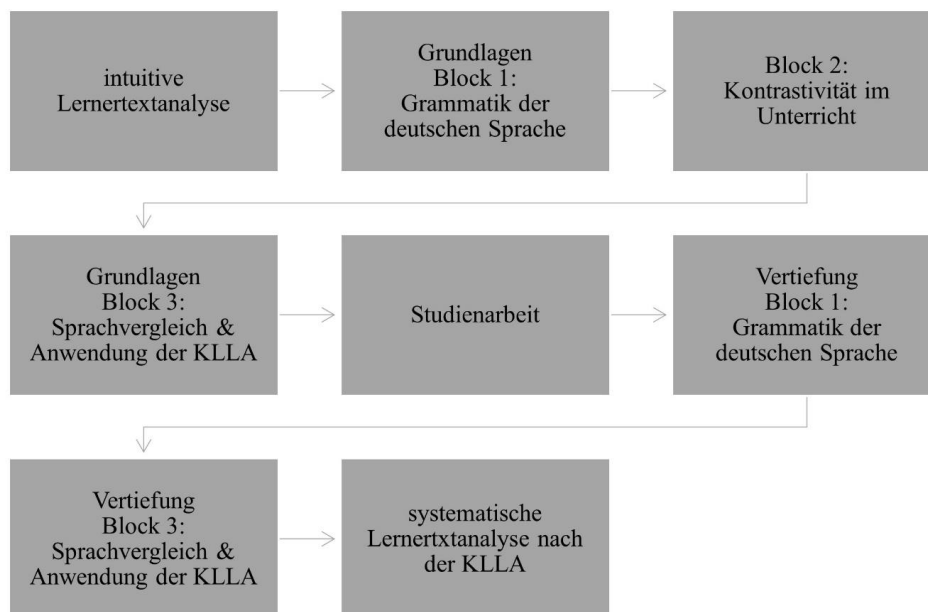 intuitive
Lernertextanalyse
Grundlagen
Block 1:
Grammatik der
deutschen Sprache
Block 2:
Kontrastivität im
Unterricht
Grundlagen
Block 3:
Sprachvergleich &
Anwendung der KLLA
Studienarbeit
Vertiefung
Block 1:
Grammatik der
deutschen Sprache
Vertiefung
Block 3:
Sprachvergleich &
Anwendung der KLLA
systematische
Lernertxtanalyse nach
der KLLA